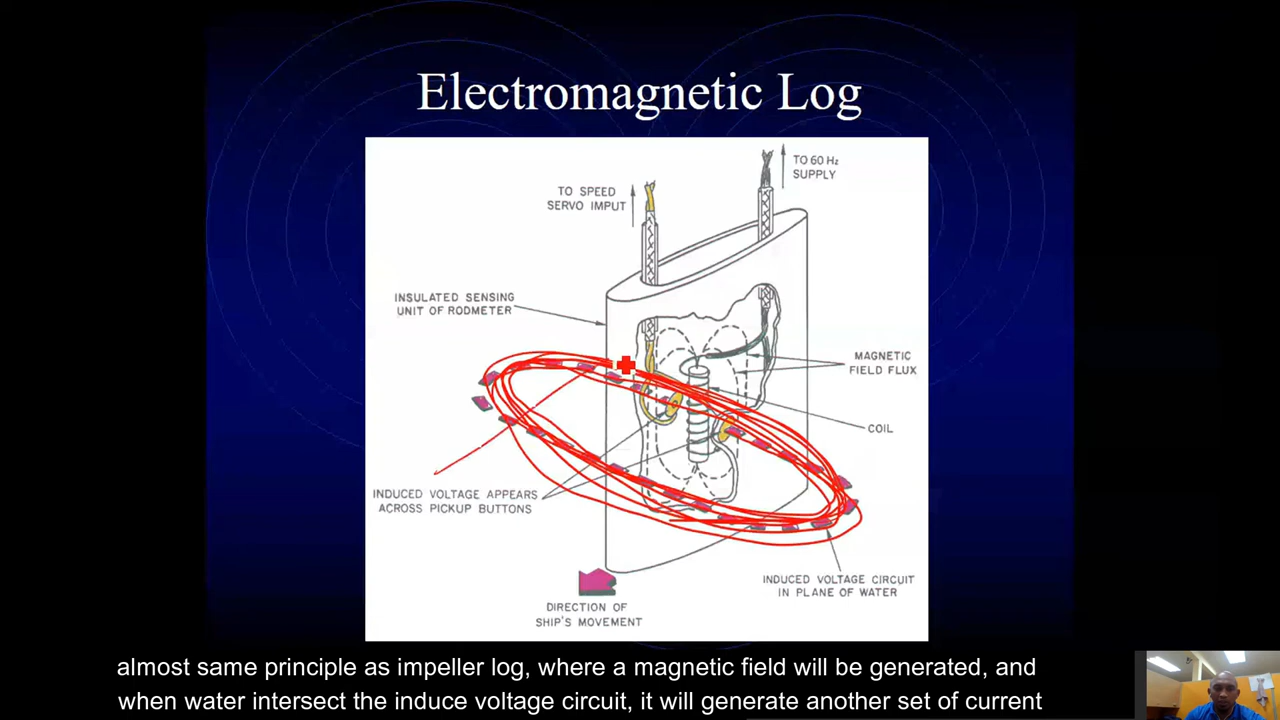 Electromagnetic Log
TO 60 Hz
SUPPLY
TO SPEED
SERVO IMPUT
INSULATED SENSING
UNIT OF RODMETER
MAGNETIC
FIELD FLUX
COIL
INDUCED VOLTAGE APPEARS
ACROSS PICKUP BUTTONS
INDUCED VOLTAGE CIRCUIT
IN PLANE OF WATER
DIRECTION OF
SHIP'S MOVEMENT
almost same principle as impeller log, where a magnetic field will be generated, and
when water intersect the induce voltage circuit, it will generate another set of current